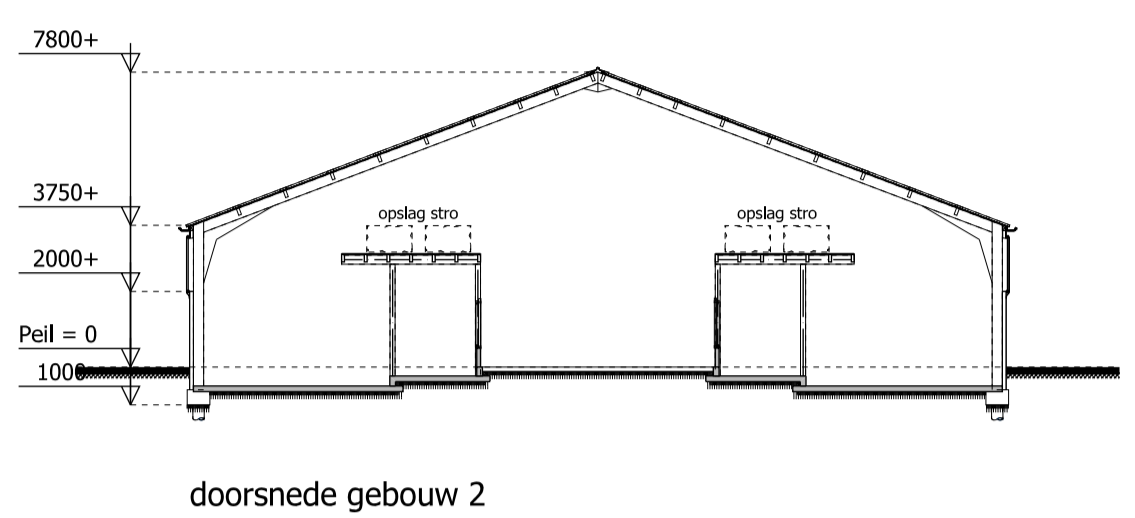 7800+
3750+
opslag stro
opslag stro
2000+
Peil = 0
1000
doorsnede gebouw 2